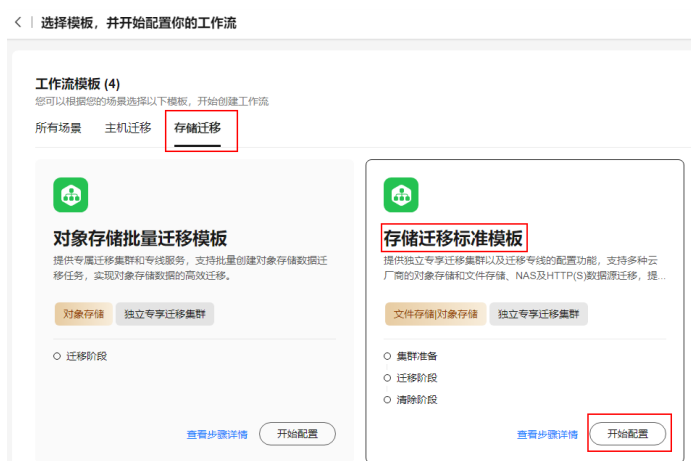 选择模板，并开始配置你的工作流
工作流模板 (4)
您可以根据您的场景选择以下模板，开始创建工作流
所有场景 主机迁移 存储迁移
对象存储批量迁移模板
提供专属迁移集群和专线服务，支持批量创建对象存储数据迁
移任务，实现对象存储数据的高效迁移。
对象存储 独立专享迁移集群
迁移阶段
查看步骤详情 开始配置
存储迁移标准模板
提供独立专享迁移集群以及迁移专线的配置功能，支持多种云
厂商的对象存储和文件存储、NAS及HTTP(S)数据源迁移，提...
文件存储|对象存储 独立专享迁移集群
集群准备
迁移阶段
清除阶段
查看步骤详情 开始配置